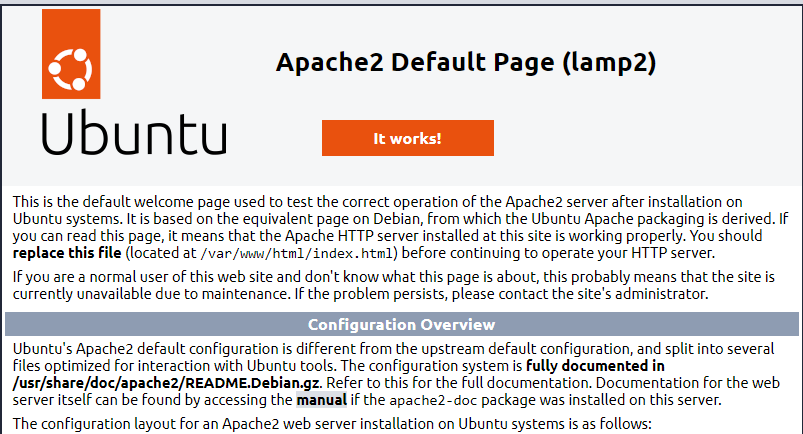 Ubuntu
Apache2 Default Page (lamp2)
It works!
This is the default welcome page used to test the correct operation of the Apache2 server after installation on
Ubuntu systems. It is based on the equivalent page on Debian, from which the Ubuntu Apache packaging is derived. If
you can read this page, it means that the Apache HTTP server installed at this site is working properly. You should
replace this file (located at /var/www/html/index.html) before continuing to operate your HTTP server.
If you are a normal user of this web site and don't know what this page is about, this probably means that the site is
currently unavailable due to maintenance. If the problem persists, please contact the site's administrator.
Configuration Overview
Ubuntu's Apache2 default configuration is different from the upstream default configuration, and split into several
files optimized for interaction with Ubuntu tools. The configuration system is fully documented in
/usr/share/doc/apache2/README.Debian.gz. Refer to this for the full documentation. Documentation for the web
server itself can be found by accessing the manual if the apache2-doc package was installed on this server.
The configuration layout for an Apache2 web server installation on Ubuntu systems is as follows: